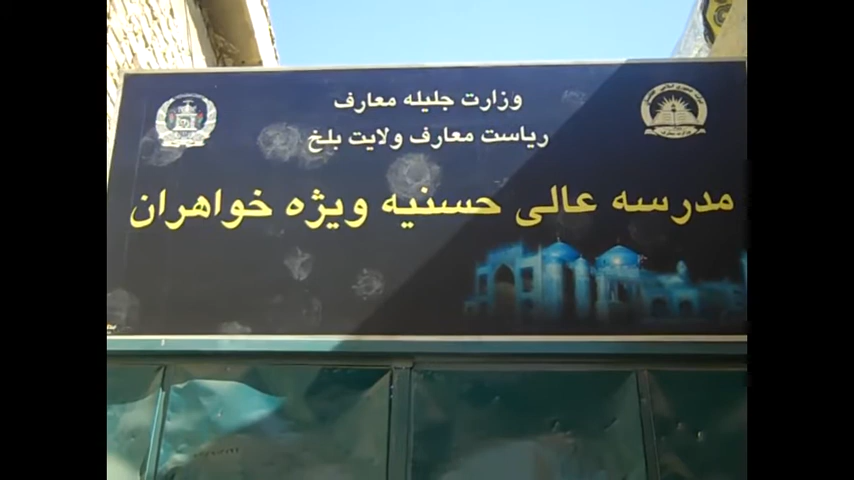 وزارت جلیله معارف
ریاست معارف ولایت بلخ
مدرسه عالی حسنیه ویژه خواهران